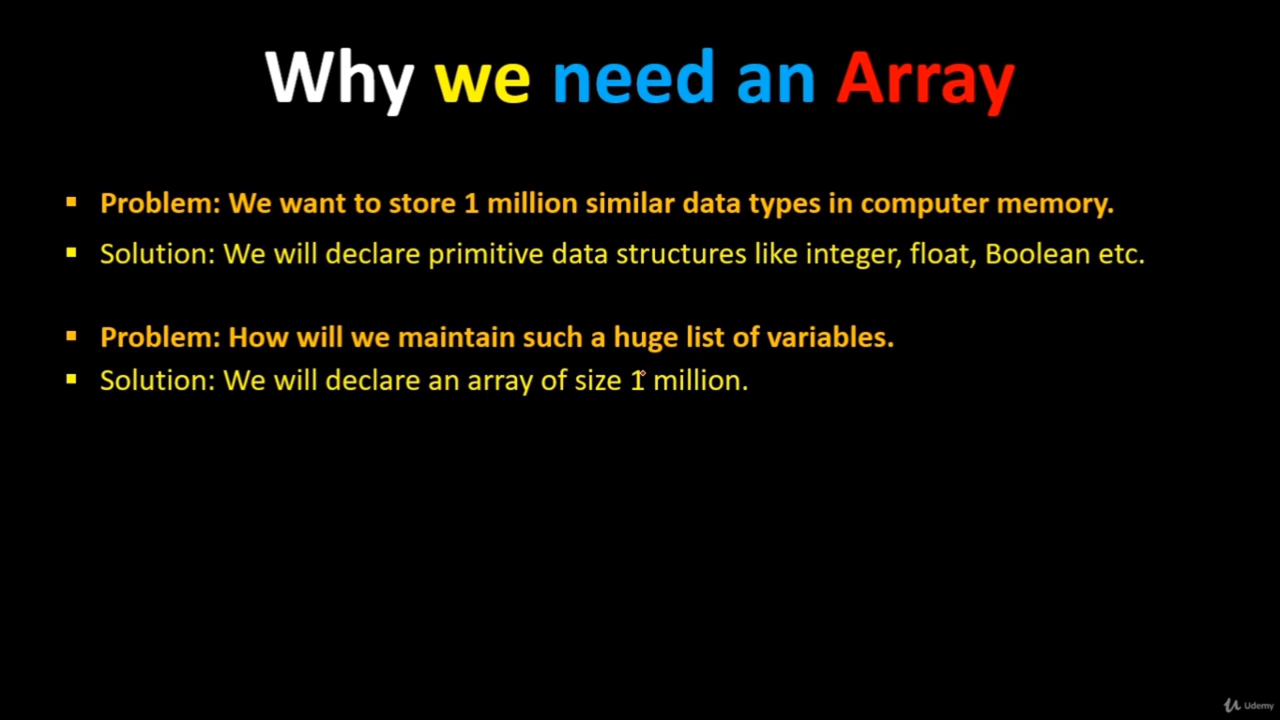 Why we need an Array
▪ Problem: We want to store 1 million similar data types in computer memory.
▪ Solution: We will declare primitive data structures like integer, float, Boolean etc.
▪ Problem: How will we maintain such a huge list of variables.
▪ Solution: We will declare an array of size 1 million.
Udemy